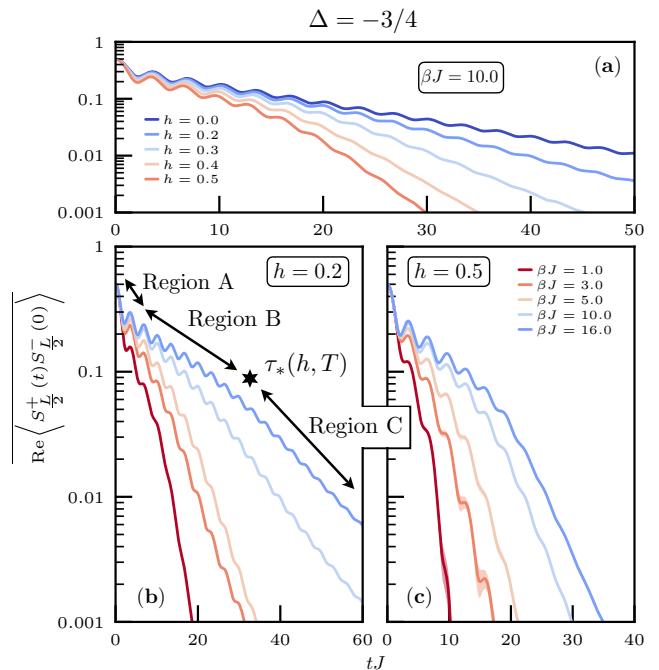 Δ = −3/4
1
0.1
0.01
0.001
βJ = 10.0
(a)
h = 0.0
h = 0.2
h = 0.3
h = 0.4
h = 0.5
0 10 20 30 40 50
Re⟨S⁺_{L/2}(t)S⁻_{L/2}(0)⟩
1
0.1
0.01
0.001
h = 0.2
Region A
Region B
τ∗(h, T)
Region C
(b)
0 20 40 60
h = 0.5
βJ = 1.0
βJ = 3.0
βJ = 5.0
βJ = 10.0
βJ = 16.0
(c)
0 10 20 30 40
tJ